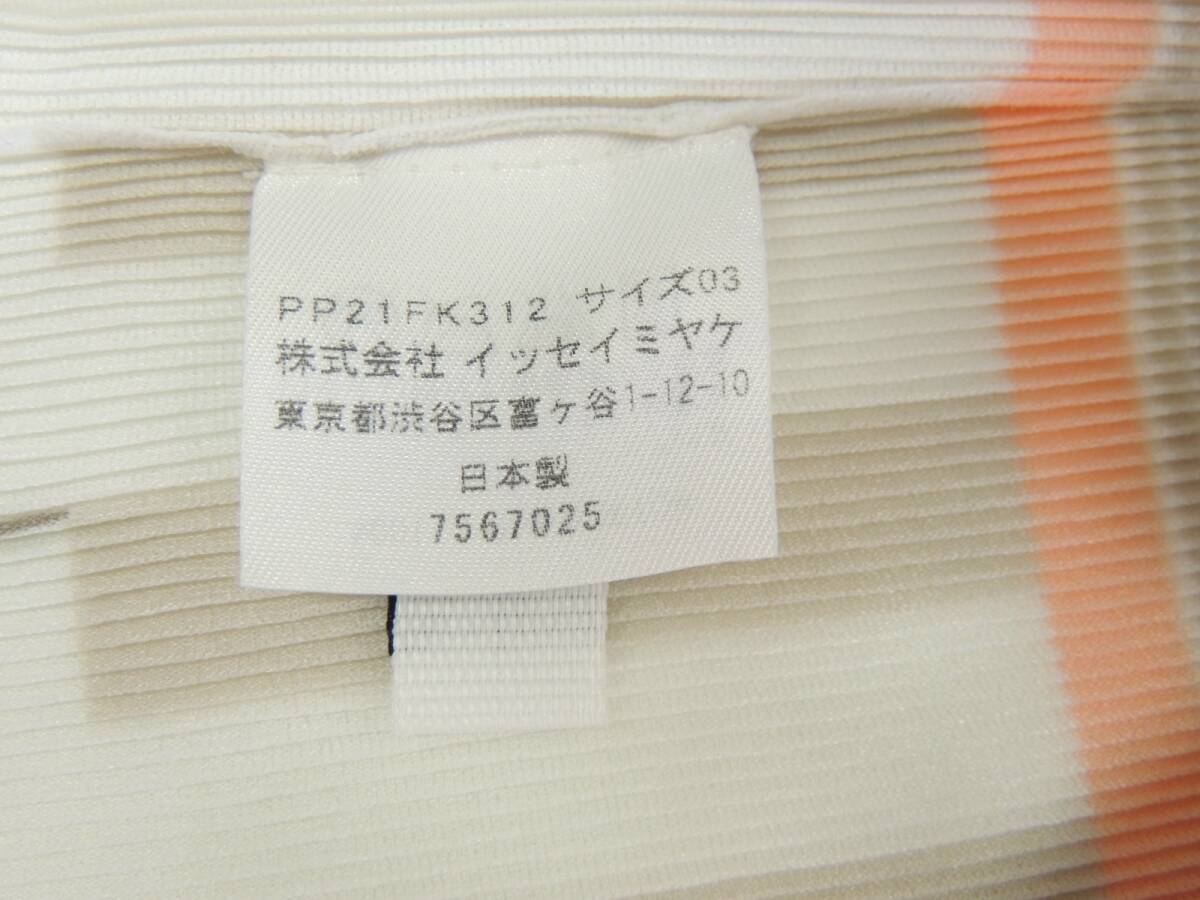 PP21FK312 サイズ03
株式会社 イッセイミヤケ
東京都渋谷区富ヶ谷1-12-10
日本製
7567025